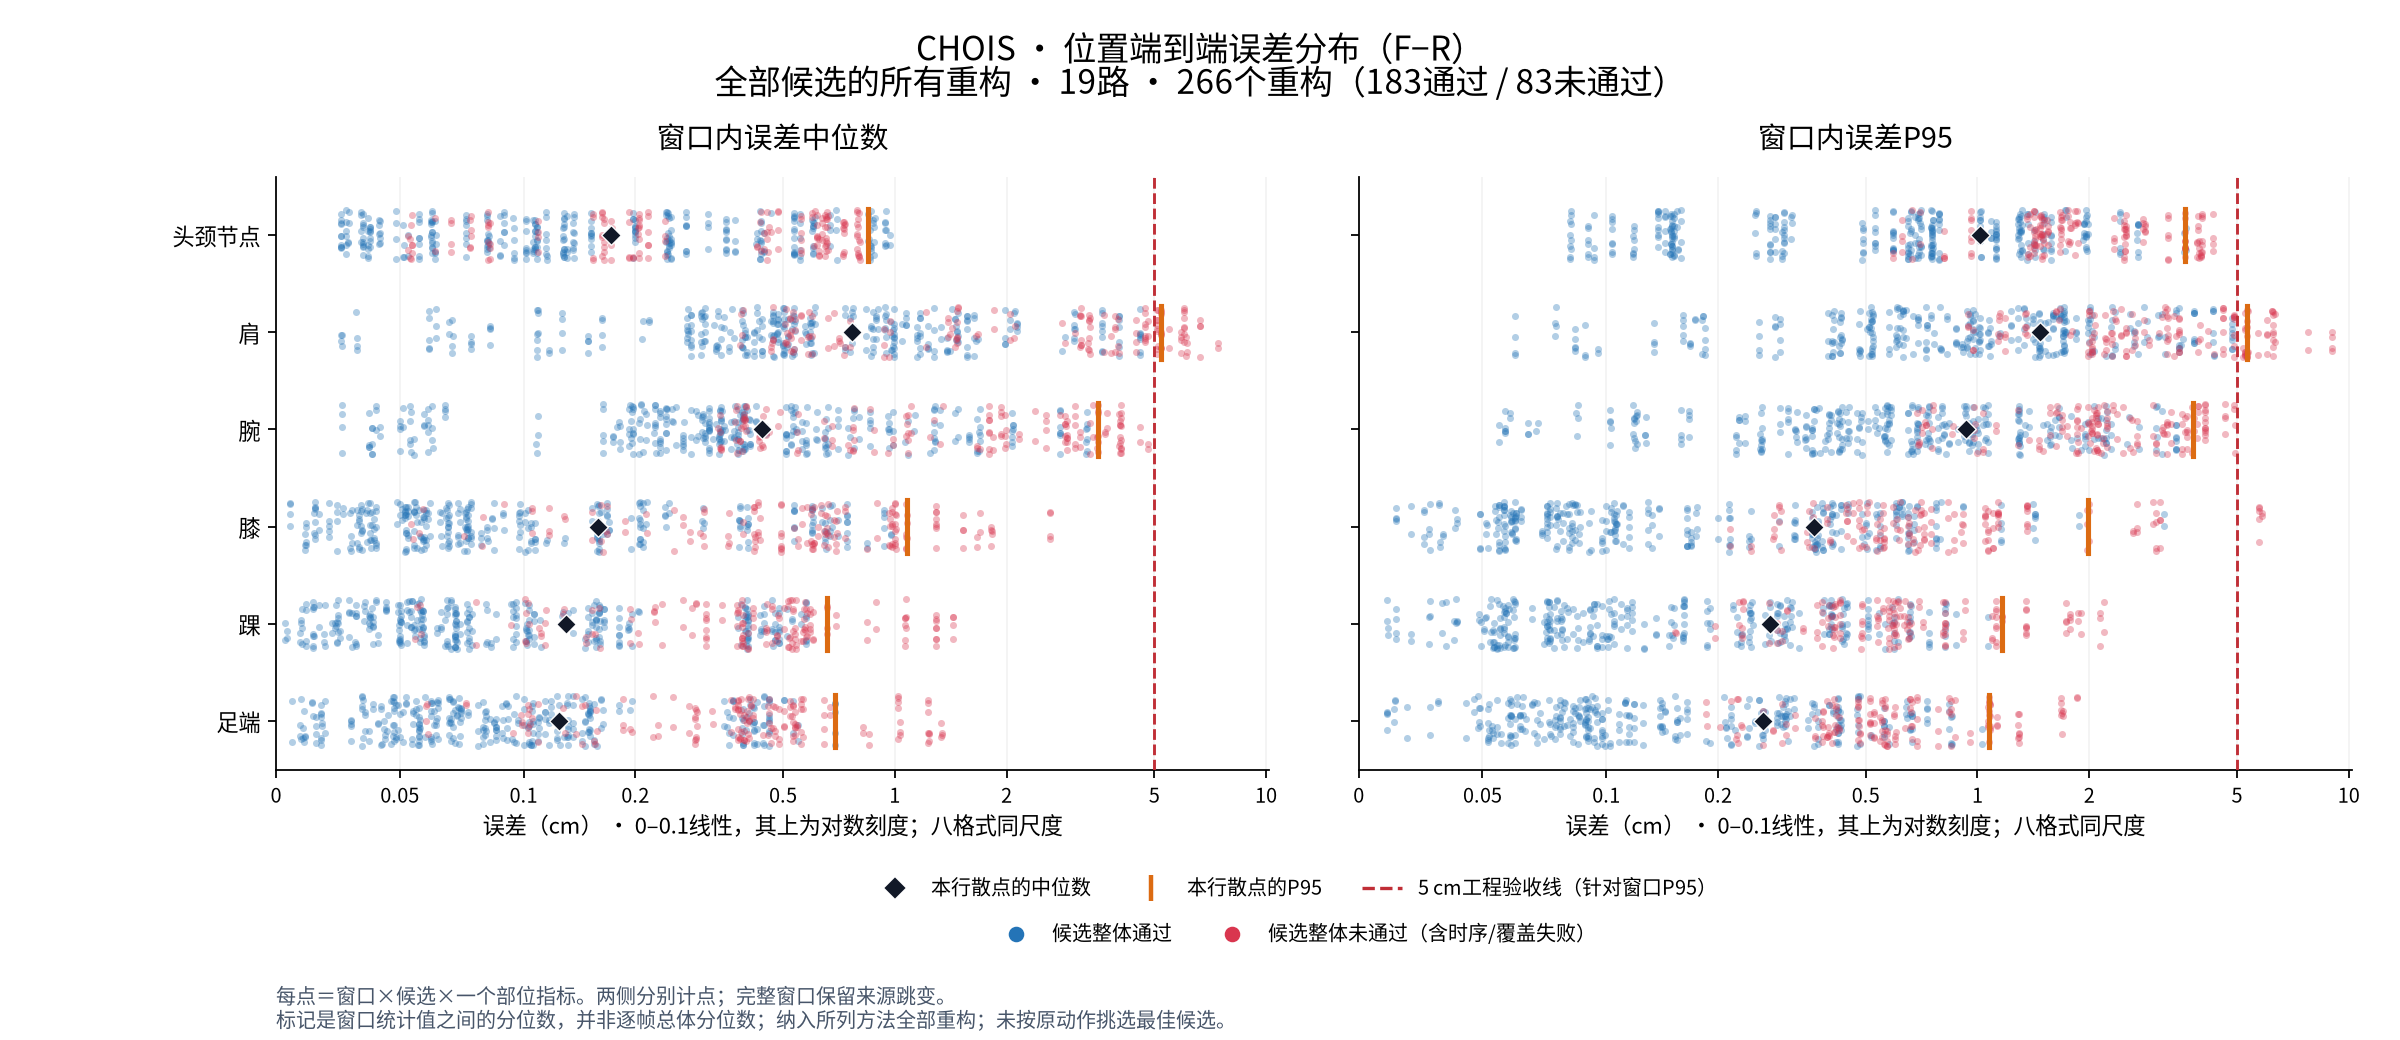 CHOIS · 位置端到端误差分布（F−R）
全部候选的所有重构 · 19路 · 266个重构（183通过 / 83未通过）
窗口内误差中位数
窗口内误差P95
头颈节点
肩
腕
膝
踝
足端
0 0.05 0.1 0.2 0.5 1 2 5 10
0 0.05 0.1 0.2 0.5 1 2 5 10
误差（cm） · 0–0.1线性，其上为对数刻度；八格式同尺度
误差（cm） · 0–0.1线性，其上为对数刻度；八格式同尺度
本行散点的中位数 本行散点的P95 5 cm工程验收线（针对窗口P95）
候选整体通过 候选整体未通过（含时序/覆盖失败）
每点＝窗口×候选×一个部位指标。两侧分别计点；完整窗口保留来源跳变。
标记是窗口统计值之间的分位数，并非逐帧总体分位数；纳入所列方法全部重构；未按原动作挑选最佳候选。